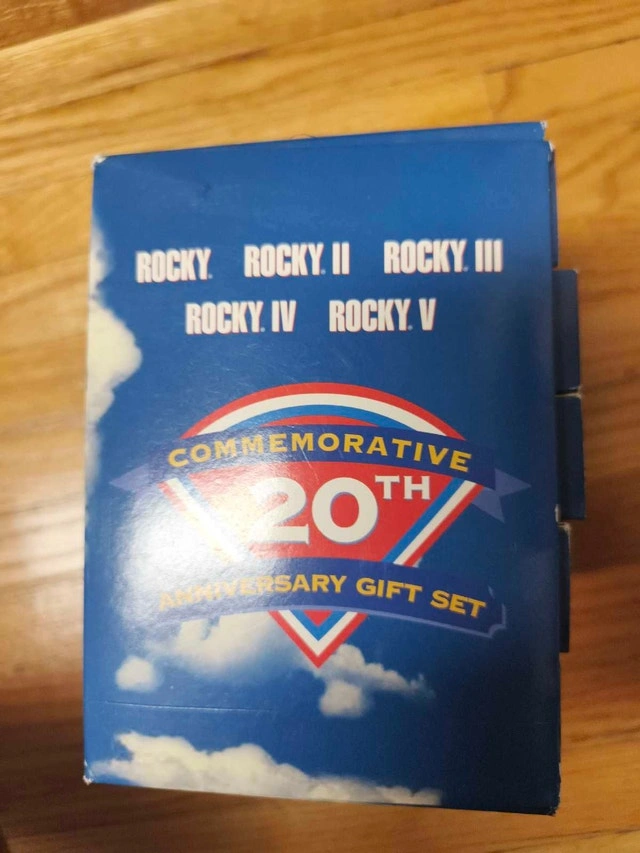 ROCKY. ROCKY. II ROCKY. III
ROCKY. IV ROCKY. V
COMMEMORATIVE
20TH
ANNIVERSARY GIFT SET